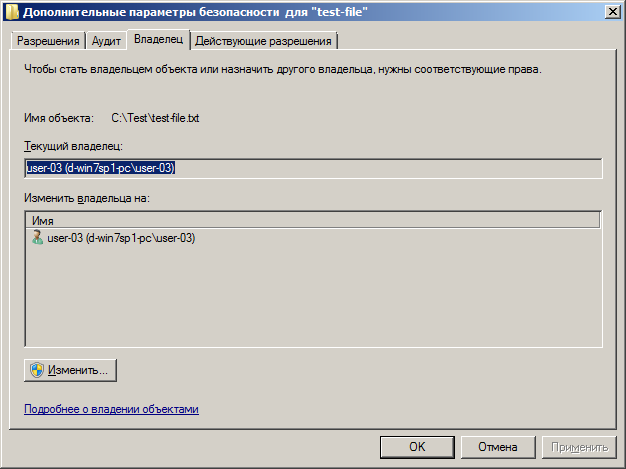 Дополнительные параметры безопасности для "test-file"
Разрешения Аудит Владелец Действующие разрешения
Чтобы стать владельцем объекта или назначить другого владельца, нужны соответствующие права.
Имя объекта: C:\Test\test-file.txt
Текущий владелец:
user-03 (d-win7sp1-pc\user-03)
Изменить владельца на:
Имя
user-03 (d-win7sp1-pc\user-03)
Изменить...
Подробнее о владении объектами
OK Отмена Применить